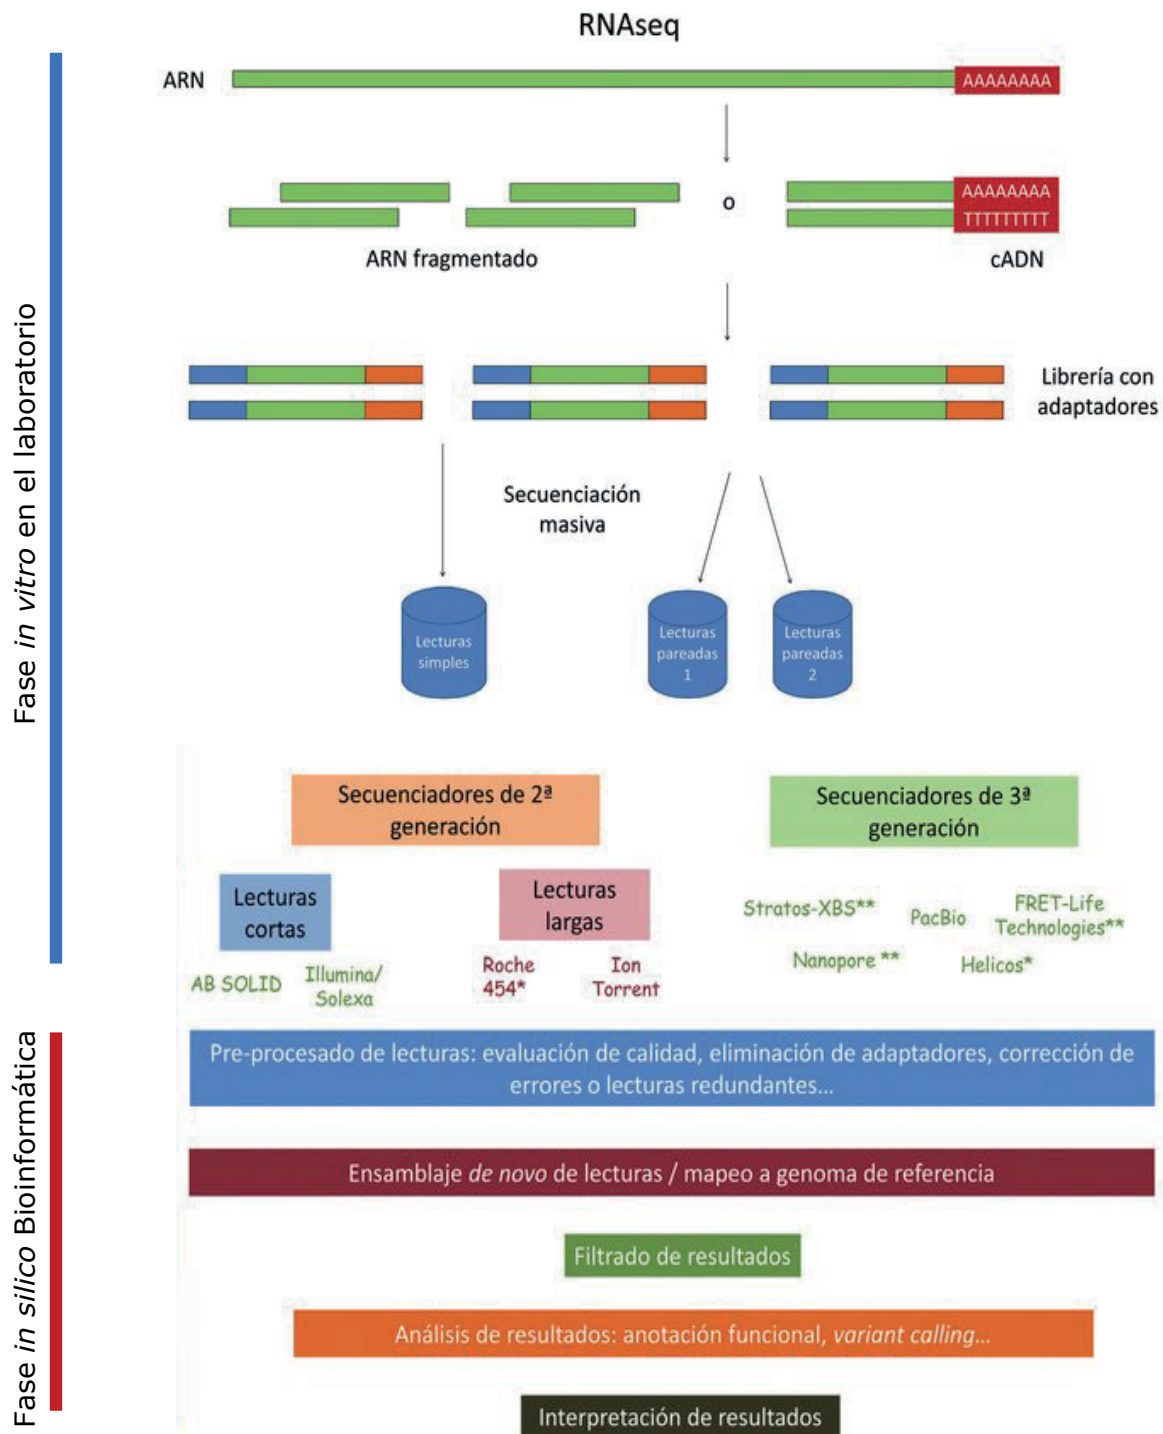 RNAseq
ARN
AAAAAAAA
AAAAAAAA
o
TTTTTTTTT
ARN fragmentado
cADN
Librería con
adaptadores
Secuenciación
masiva
Lecturas
simples
Lecturas
pareadas
1
Lecturas
pareadas
2
Fase in vitro en el laboratorio
Secuenciadores de 2ª
generación
Secuenciadores de 3ª
generación
Lecturas
cortas
Lecturas
largas
Stratos-XBS**
PacBio
FRET-Life
Technologies**
Nanopore **
Helicos*
AB SOLID
Illumina/
Solexa
Roche
454*
Ion
Torrent
Fase in silico Bioinformática
Pre-procesado de lecturas: evaluación de calidad, eliminación de adaptadores, corrección de
errores o lecturas redundantes...
Ensamblaje de novo de lecturas / mapeo a genoma de referencia
Filtrado de resultados
Análisis de resultados: anotación funcional, variant calling...
Interpretación de resultados